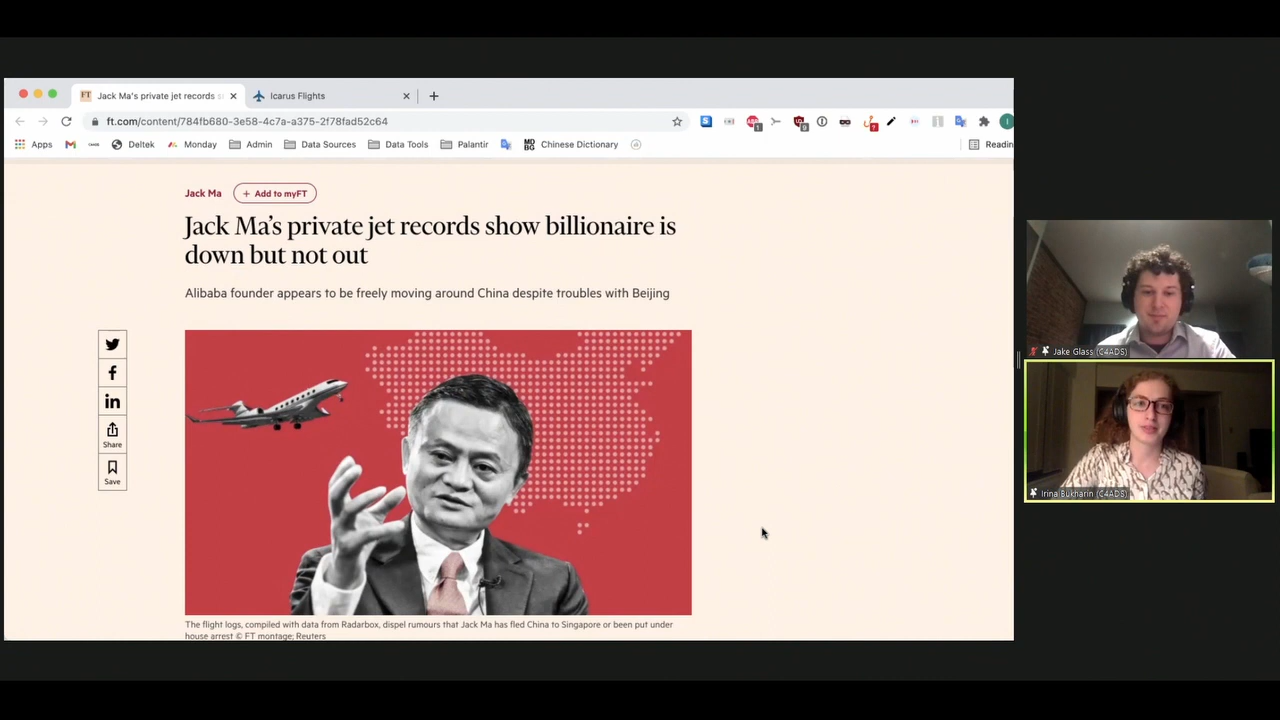 Jack Ma's private jet records s
Icarus Flights
ft.com/content/784fb680-3e58-4c7a-a375-2f78fad52c64
Apps
Deltek
Monday
Admin
Data Sources
Data Tools
Palantir
Chinese Dictionary
Readin
Jack Ma
+ Add to myFT
Jack Ma's private jet records show billionaire is
down but not out
Alibaba founder appears to be freely moving around China despite troubles with Beijing
Share
Save
The flight logs, compiled with data from Radarbox, dispel rumours that Jack Ma has fled China to Singapore or been put under
house arrest © FT montage; Reuters
Jake Glass (C4ADS)
Irina Bukharin (C4ADS)